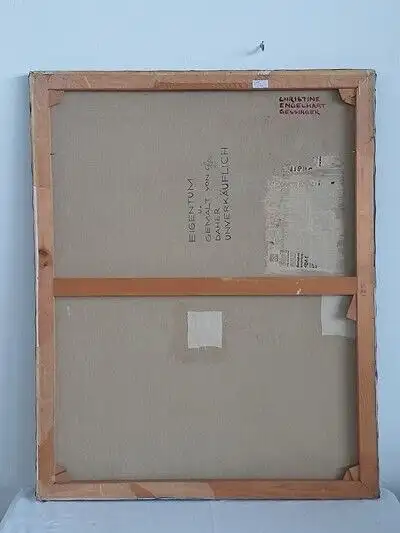 CHRISTINE
ENGELHART
GESSINGER
EIGENTUM
U.
GEMALT VON
DAHER
UNVERKÄUFLICH